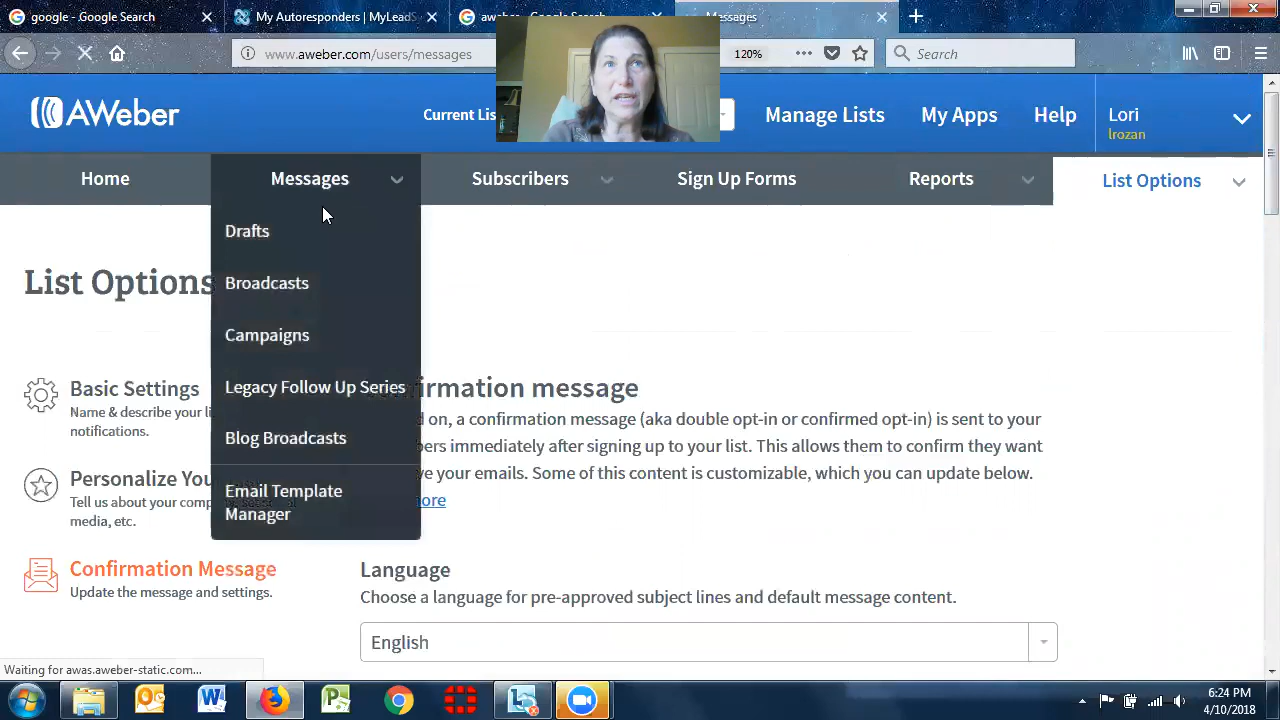 google - Google Search
My Autoresponders | MyLeadS
Messages
www.aweber.com/users/messages
120%
Search
AWeber
Current Lis
Manage Lists
My Apps
Help
Lori
lrozan
Home
Messages
Subscribers
Sign Up Forms
Reports
List Options
Drafts
Broadcasts
Campaigns
Legacy Follow Up Series
Blog Broadcasts
Email Template
Manager
List Options
Basic Settings
Name & describe your li
notifications.
Personalize You
Tell us about your comp
media, etc.
Confirmation Message
Update the message and settings.
firmation message
d on, a confirmation message (aka double opt-in or confirmed opt-in) is sent to your
bers immediately after signing up to your list. This allows them to confirm they want
ve your emails. Some of this content is customizable, which you can update below.
ore
Language
Choose a language for pre-approved subject lines and default message content.
English
Waiting for awas.aweber-static.com...
6:24 PM
4/10/2018